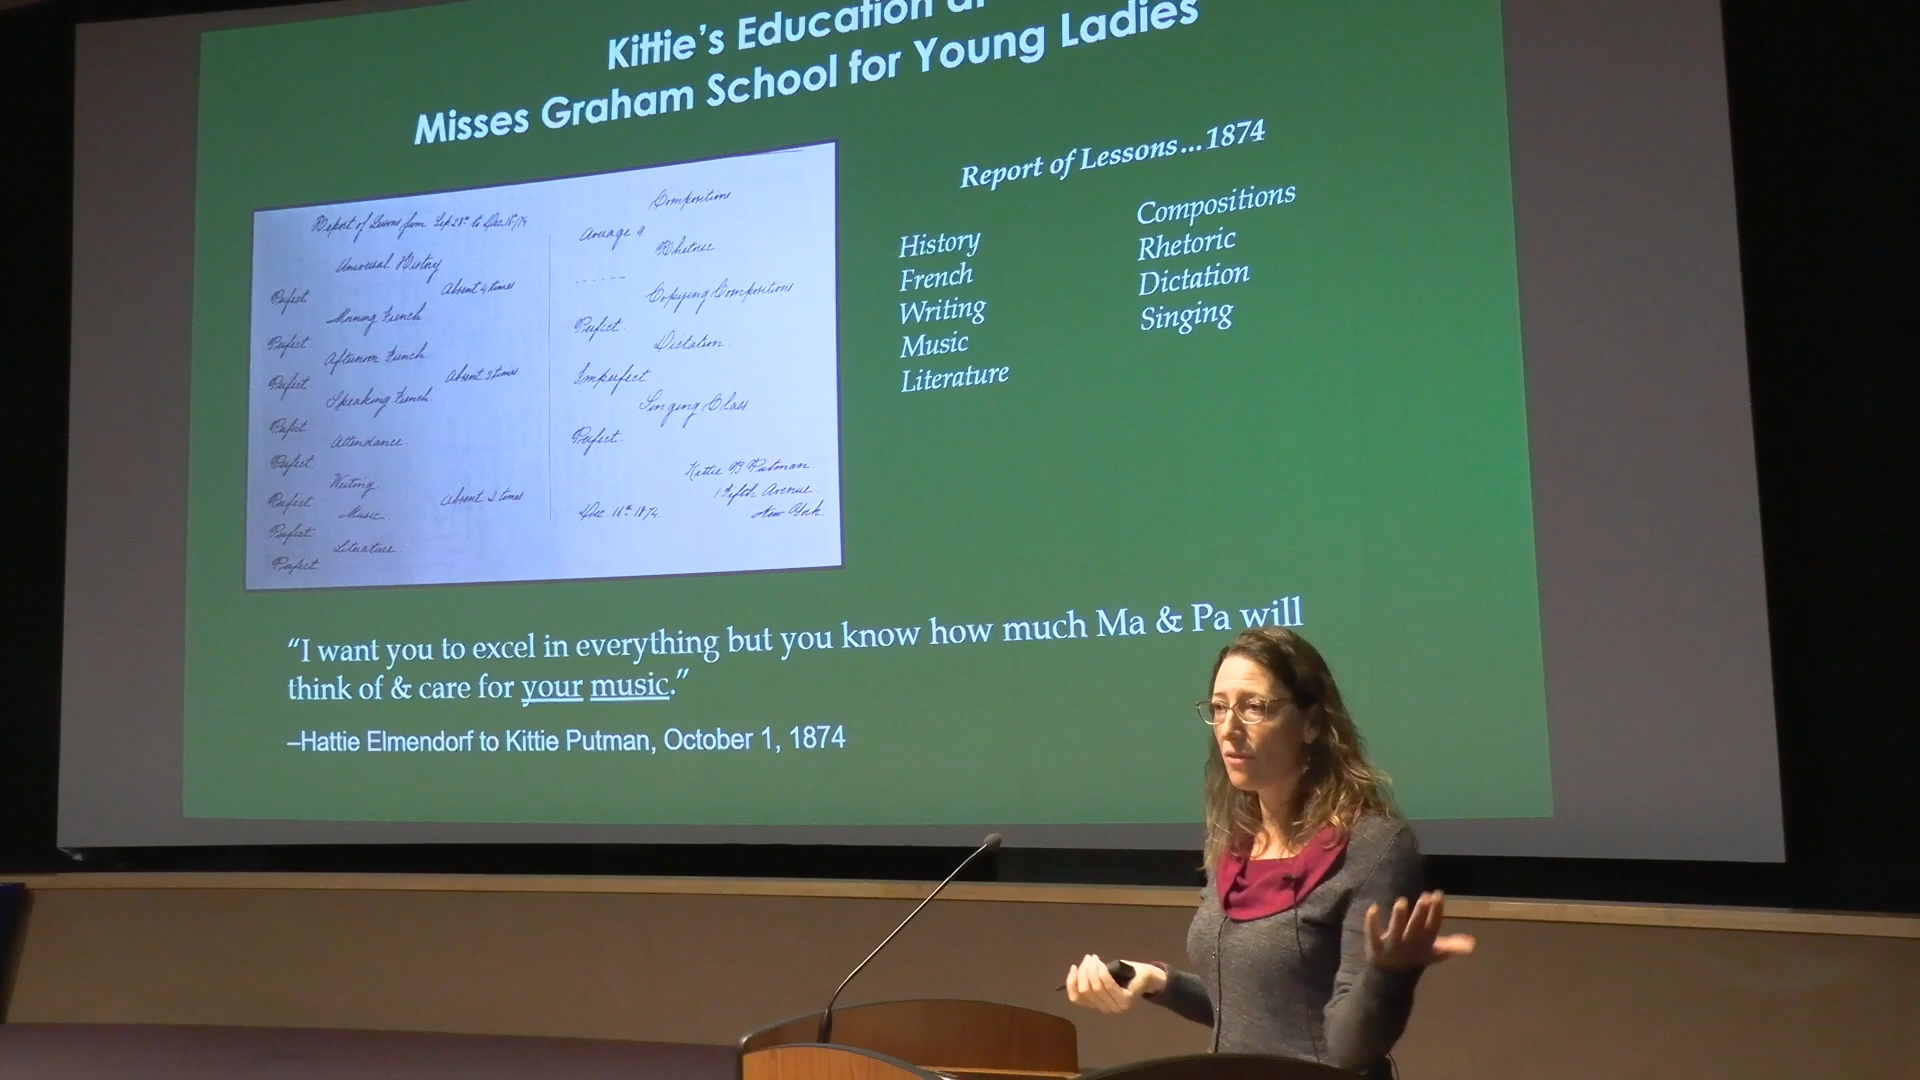 Kittie's Education at
Misses Graham School for Young Ladies
Report of Lessons from Sep 28th to Dec 16th/74
Universal History
Perfect
Absent 4 times
Morning French
Perfect
Afternoon French
Perfect
Absent 3 times
Speaking French.
Perfect
Attendance.
Perfect
Writing.
Perfect
Absent 2 times
Music.
Perfect
Literature.
Perfect
Compositions
Average 9
Rhetoric
Copying Compositions
Perfect.
Dictation.
Imperfect.
Singing Class
Perfect.
Kittie B Putman
1 Fifth Avenue.
New York.
Dec. 16th 1874.
Report of Lessons...1874
History
French
Writing
Music
Literature
Compositions
Rhetoric
Dictation
Singing
“I want you to excel in everything but you know how much Ma & Pa will
think of & care for your music.”
–Hattie Elmendorf to Kittie Putman, October 1, 1874